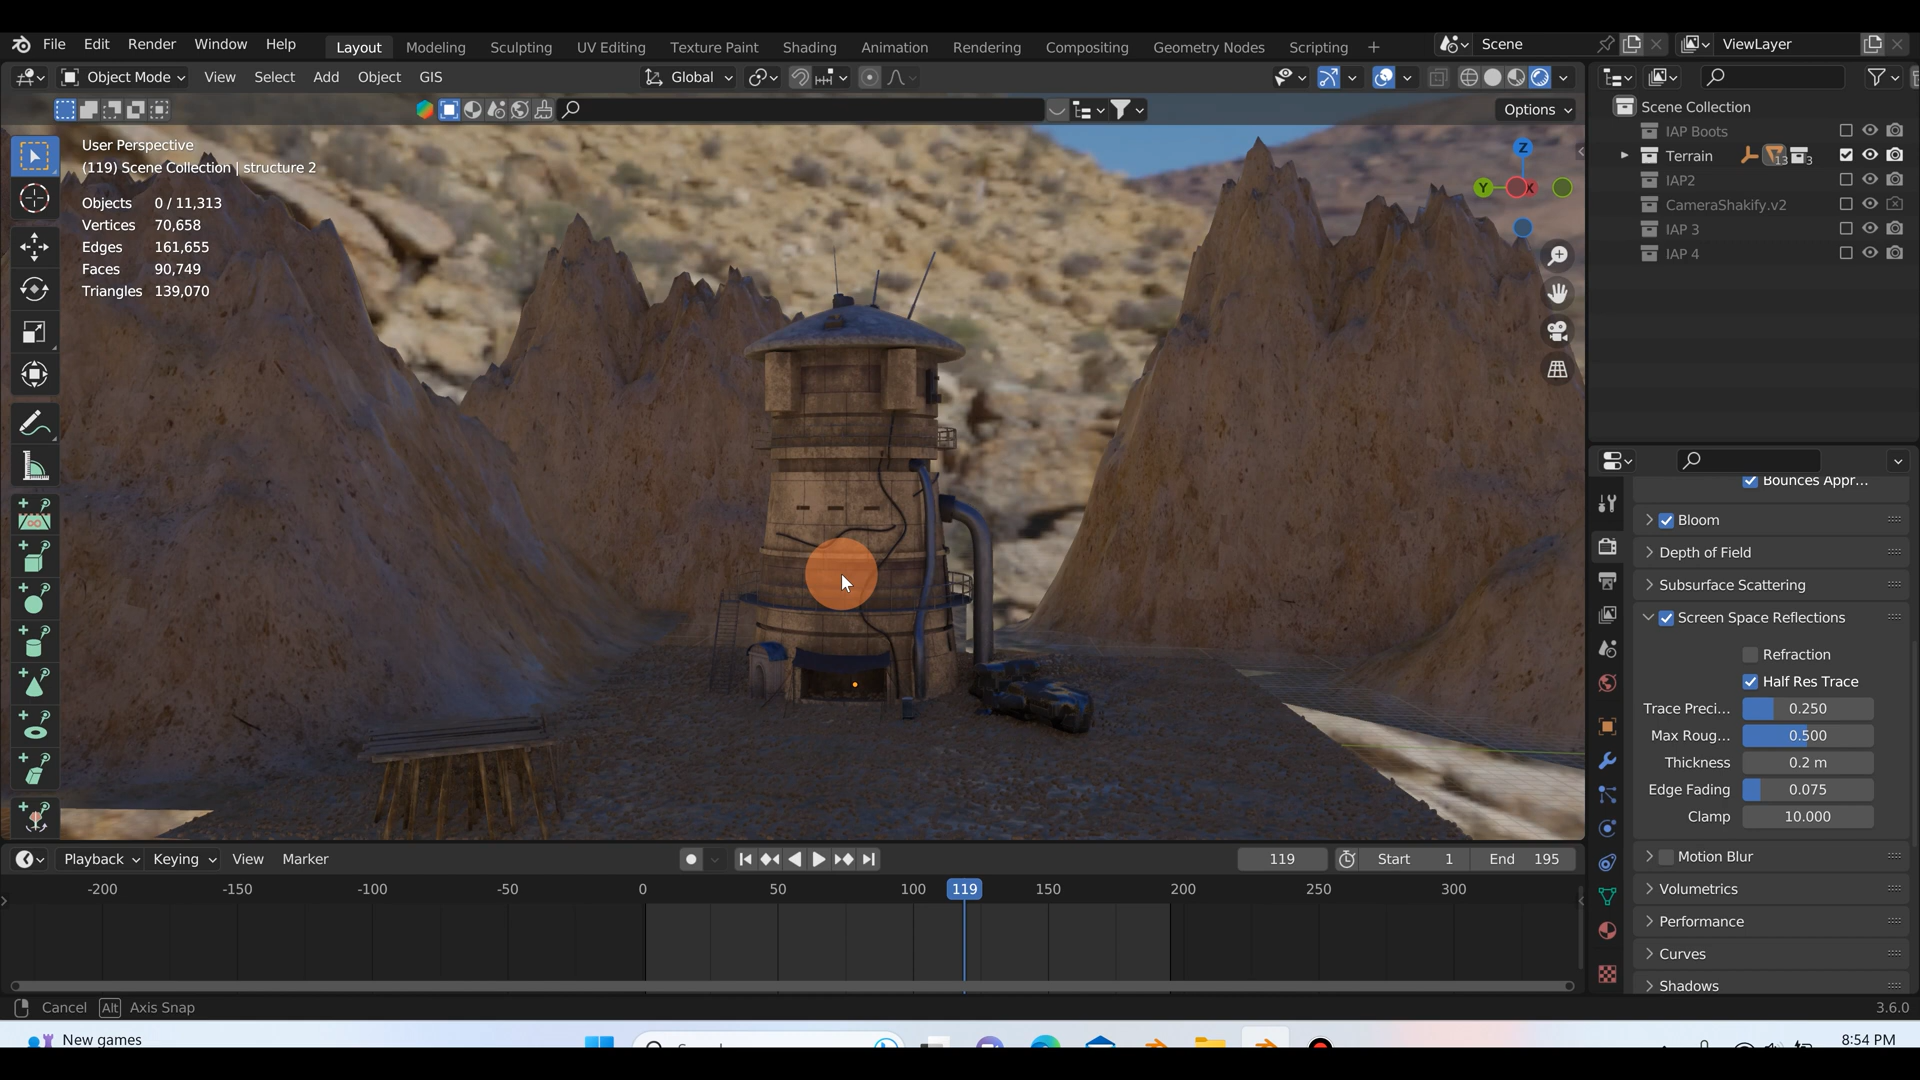 File Edit Render Window Help Layout Modeling Sculpting UV Editing Texture Paint Shading Animation Rendering Compositing Geometry Nodes Scripting + Scene ViewLayer
Object Mode View Select Add Object GIS Global
Options
User Perspective
(119) Scene Collection | structure 2
Objects 0 / 11,313
Vertices 70,658
Edges 161,655
Faces 90,749
Triangles 139,070
Z
Y X
Scene Collection
IAP Boots
Terrain 13 3
IAP2
CameraShakify.v2
IAP 3
IAP 4
Bounces Appr...
Bloom
Depth of Field
Subsurface Scattering
Screen Space Reflections
Refraction
Half Res Trace
Trace Preci... 0.250
Max Roug... 0.500
Thickness 0.2 m
Edge Fading 0.075
Clamp 10.000
Motion Blur
Volumetrics
Performance
Curves
Shadows
Playback Keying View Marker 119 Start 1 End 195
-200 -150 -100 -50 0 50 100 119 150 200 250 300
Cancel Alt Axis Snap 3.6.0
New games 8:54 PM